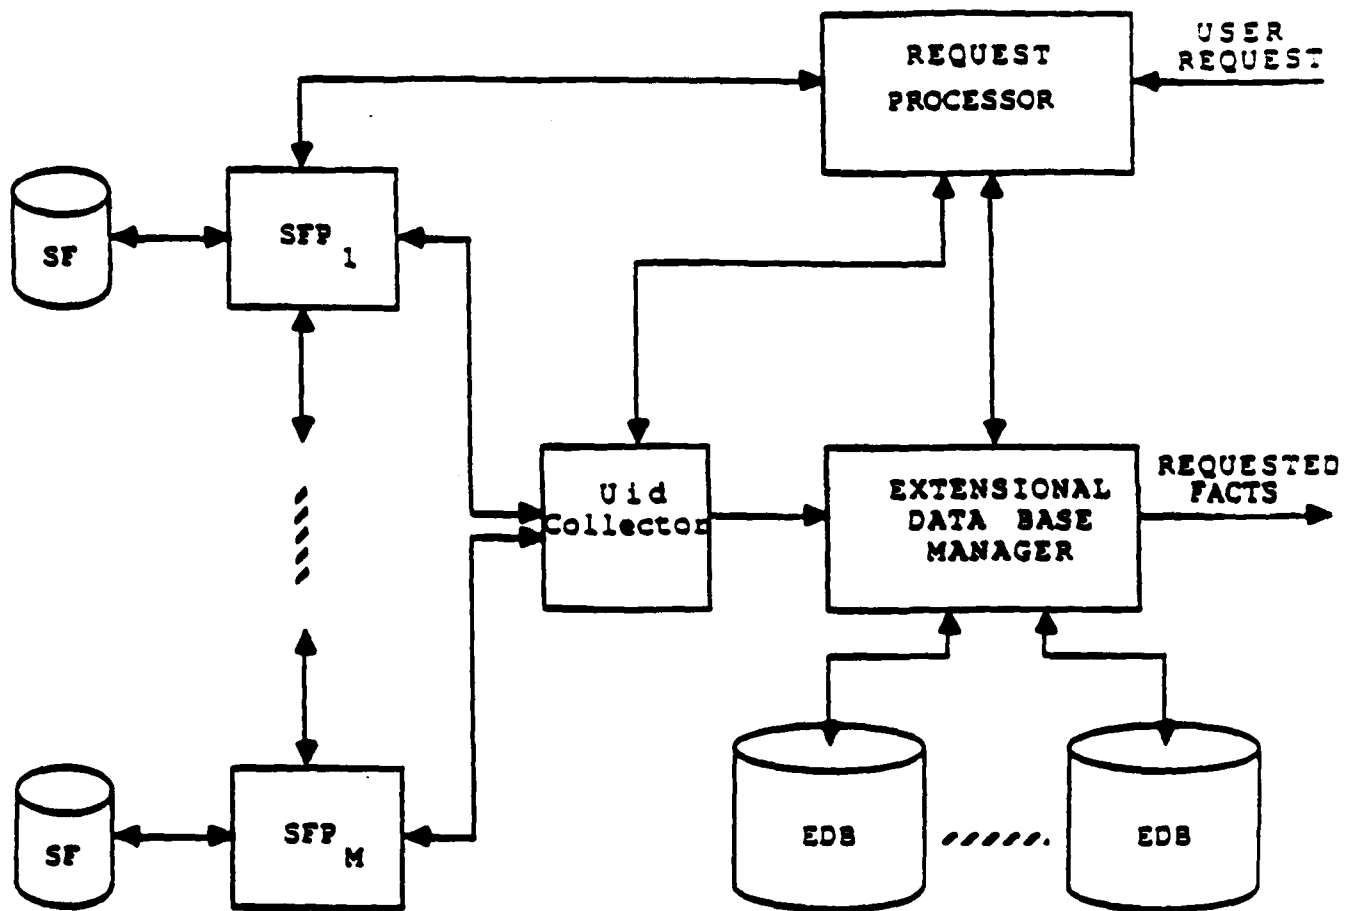 USER
REQUEST
REQUEST
PROCESSOR
SF
SFP 1
Uid
Collector
EXTENSIONAL
DATA BASE
MANAGER
REQUESTED
FACTS
SF
SFP M
EDB
EDB